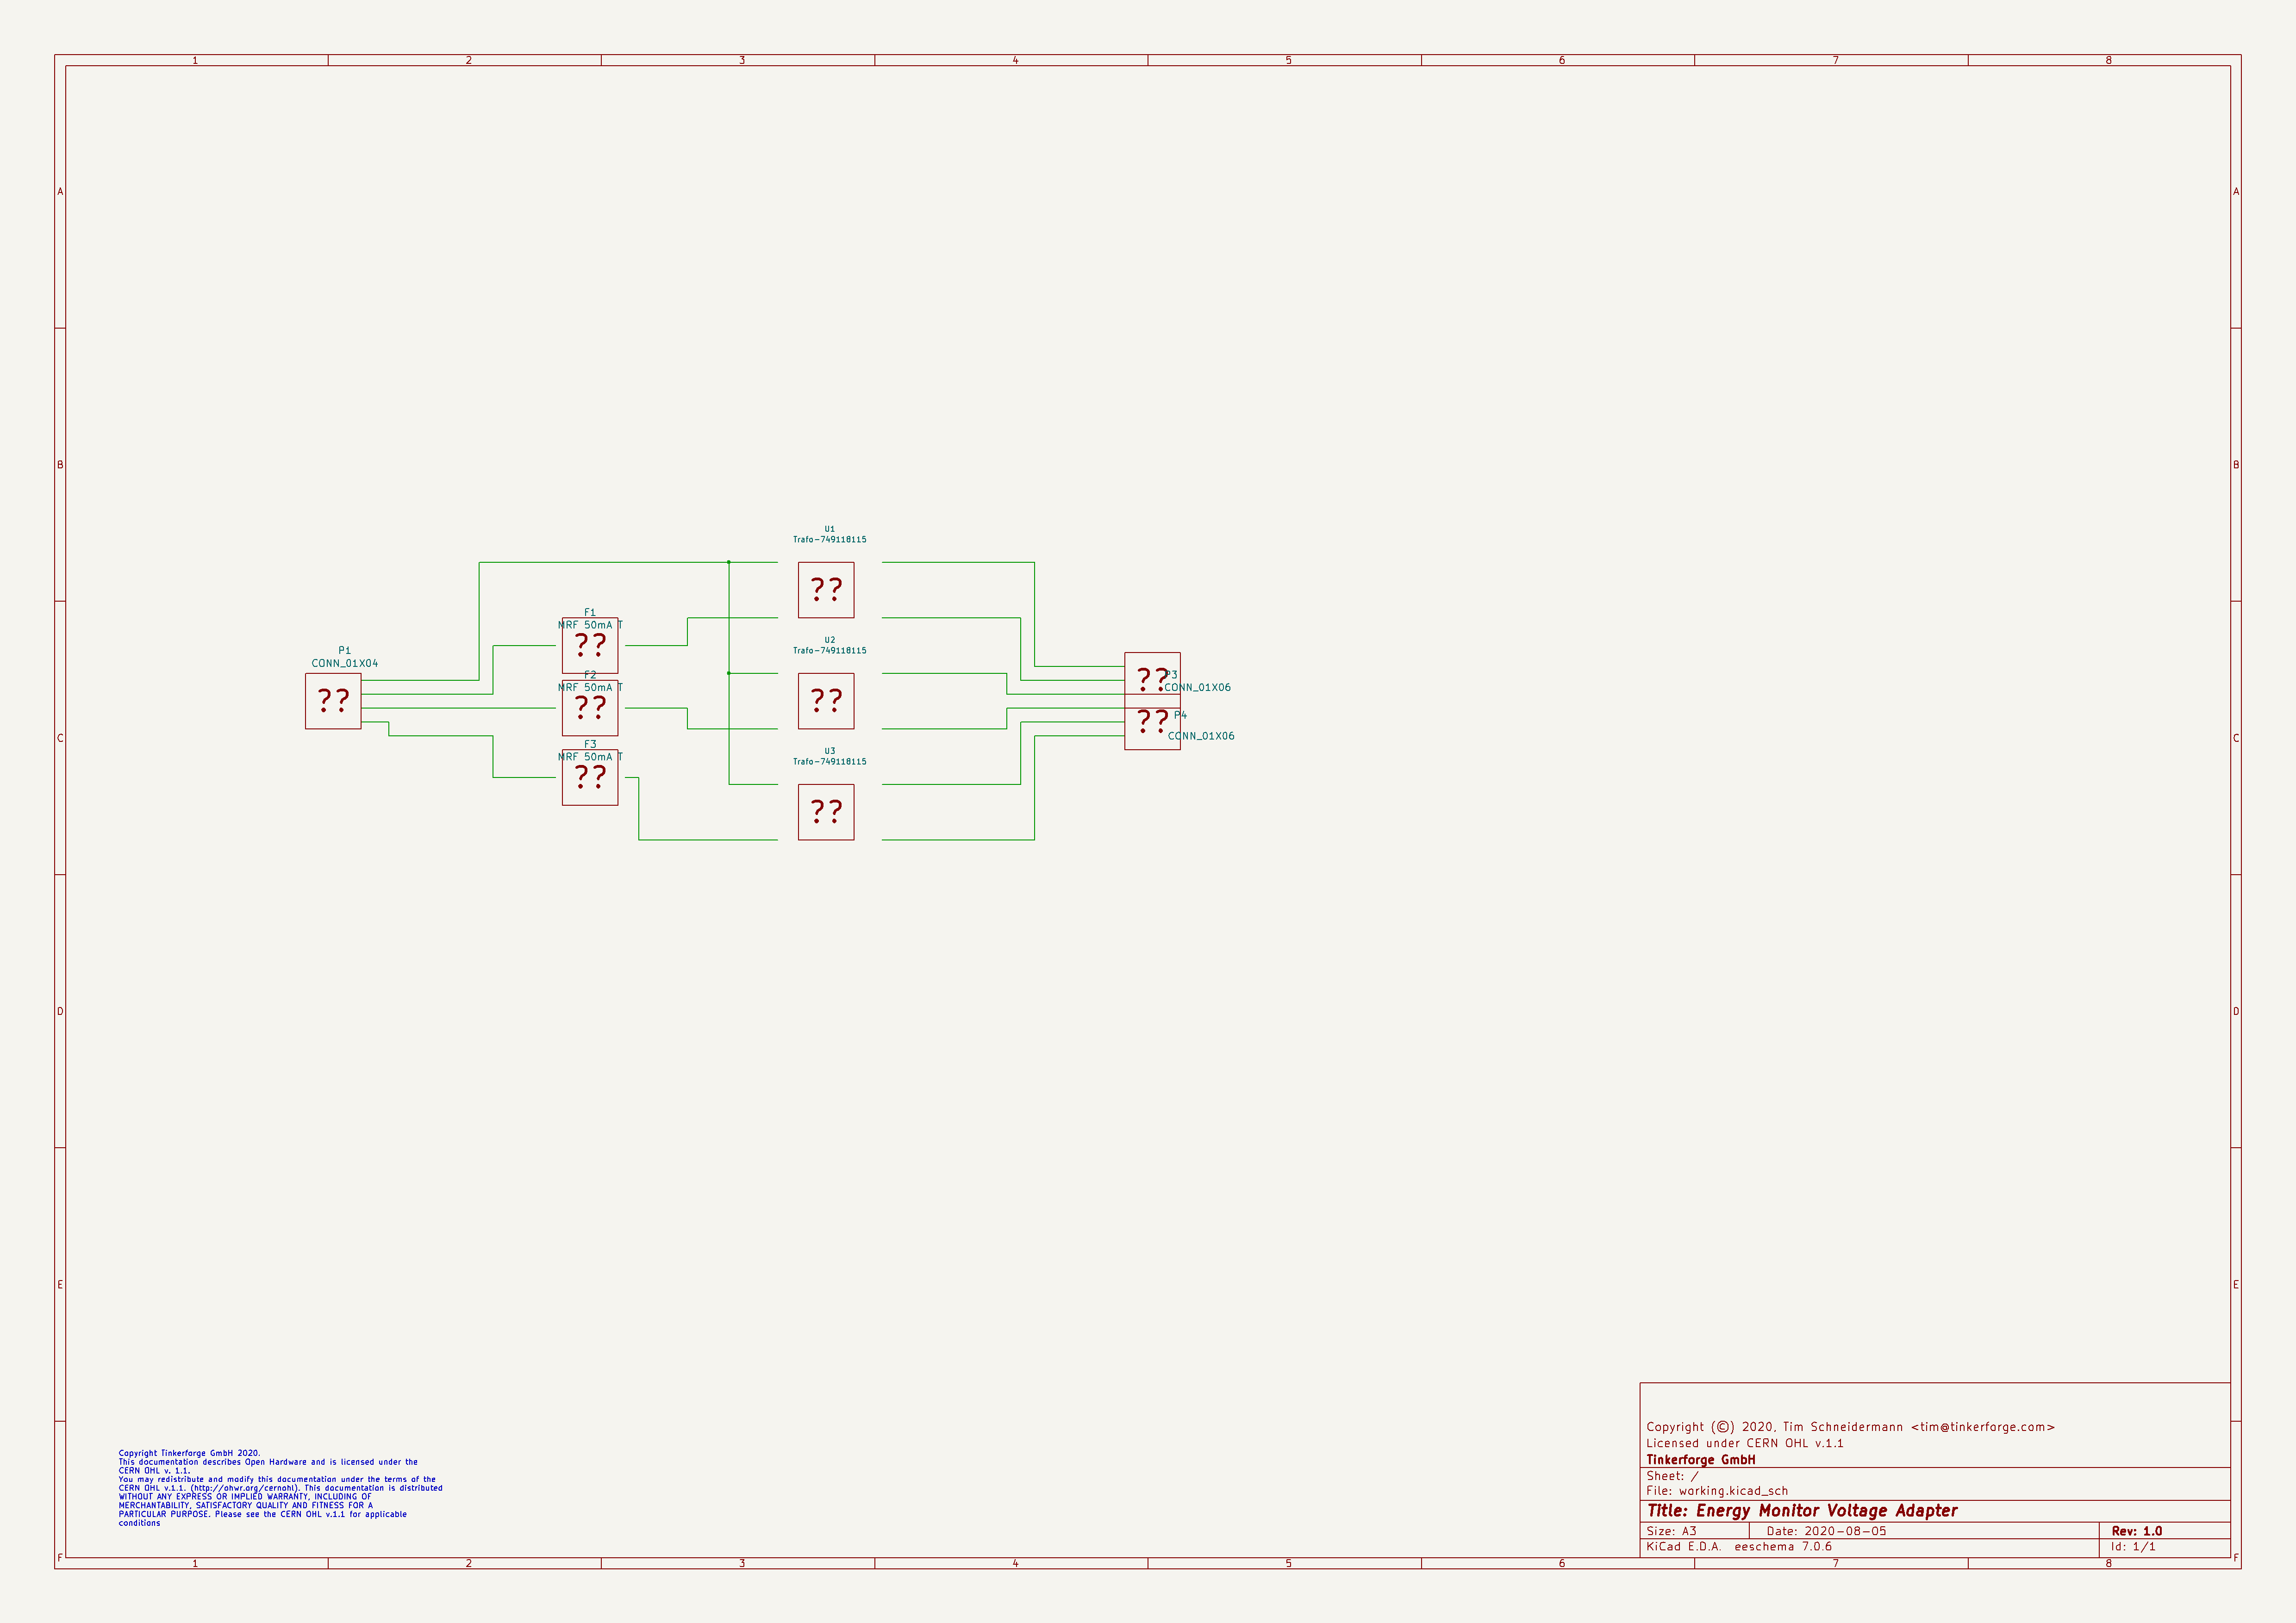 1 2 3 4 5 6 7 8
A A
B B
C C
D D
E E
F F
U1
Trafo-749118115
F1
MRF 50mA T
??
??
U2
Trafo-749118115
P1
CONN_01X04
??
F2
MRF 50mA T
??
??
P3
CONN_01X06
??
P4
CONN_01X06
??
F3
MRF 50mA T
??
U3
Trafo-749118115
??
Copyright Tinkerforge GmbH 2020.
This documentation describes Open Hardware and is licensed under the
CERN OHL v. 1.1.
You may redistribute and modify this documentation under the terms of the
CERN OHL v.1.1. (http://ohwr.org/cernohl). This documentation is distributed
WITHOUT ANY EXPRESS OR IMPLIED WARRANTY, INCLUDING OF
MERCHANTABILITY, SATISFACTORY QUALITY AND FITNESS FOR A
PARTICULAR PURPOSE. Please see the CERN OHL v.1.1 for applicable
conditions
Copyright (©) 2020, Tim Schneidermann <tim@tinkerforge.com>
Licensed under CERN OHL v.1.1
Tinkerforge GmbH
Sheet: /
File: working.kicad_sch
Title: Energy Monitor Voltage Adapter
Size: A3 Date: 2020-08-05 Rev: 1.0
KiCad E.D.A. eeschema 7.0.6 Id: 1/1
1 2 3 4 5 6 7 8